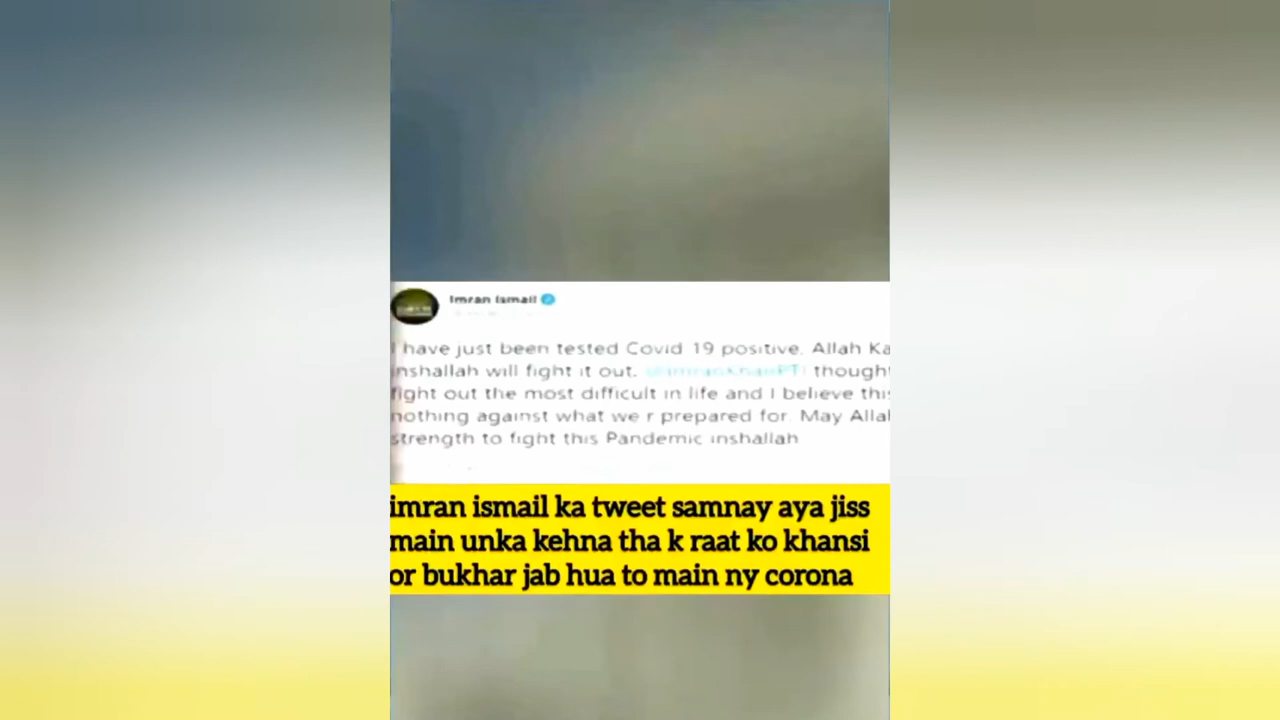 Imran Ismail
I have just been tested Covid 19 positive, Allah Ka
inshallah will fight it out. @ImranKhanPTI thought
fight out the most difficult in life and I believe this
nothing against what we r prepared for. May Allah
strength to fight this Pandemic inshallah
imran ismail ka tweet samnay aya jiss
main unka kehna tha k raat ko khansi
or bukhar jab hua to main ny corona